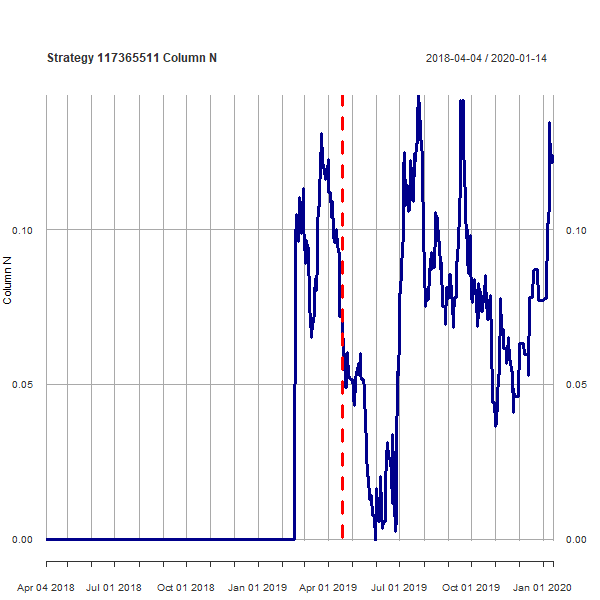 Strategy 117365511 Column N
2018-04-04 / 2020-01-14
Column N
0.10
0.10
0.05
0.05
0.00
0.00
Apr 04 2018
Jul 01 2018
Oct 01 2018
Jan 01 2019
Apr 01 2019
Jul 01 2019
Oct 01 2019
Jan 01 2020